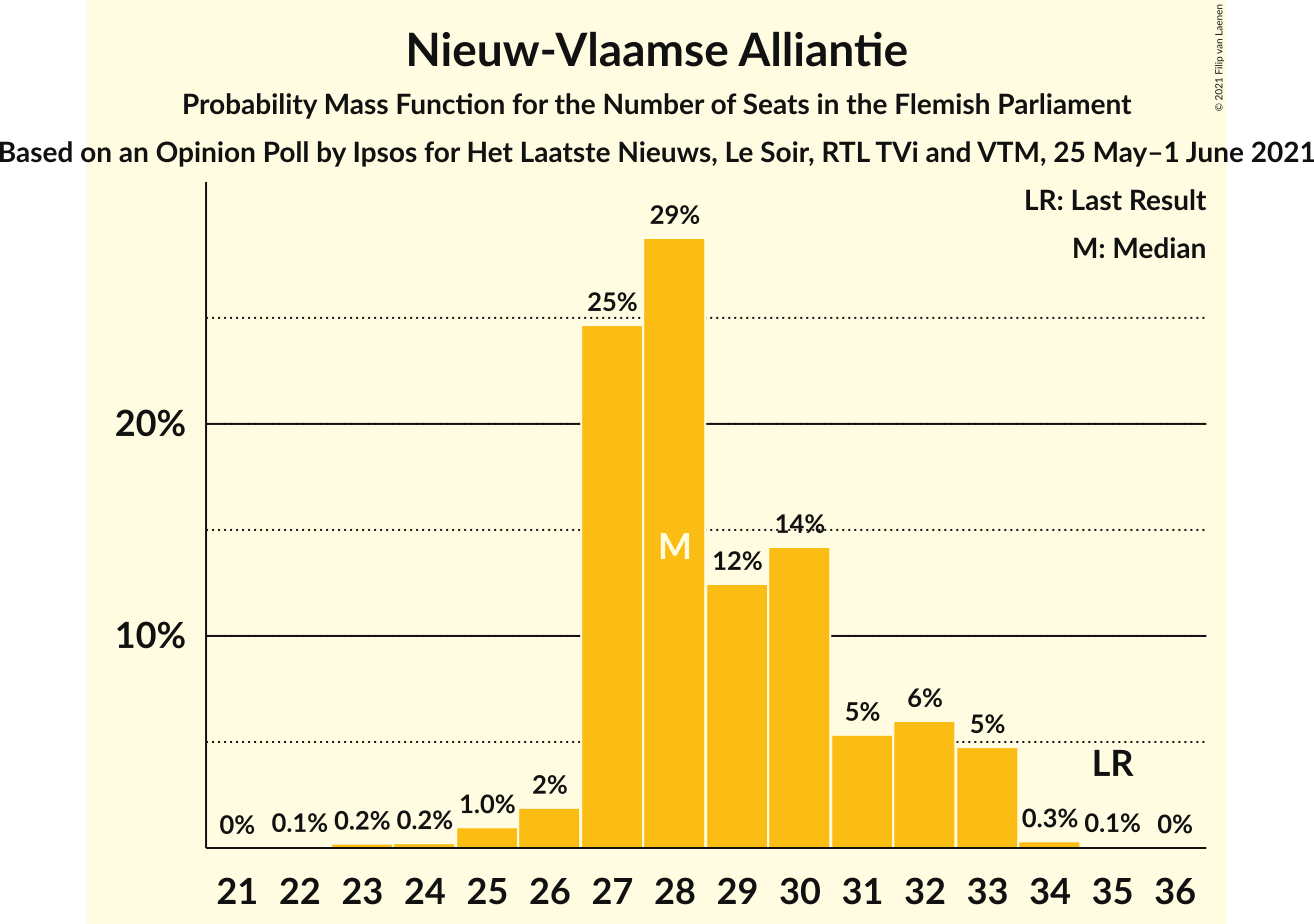 Nieuw-Vlaamse Alliantie
Probability Mass Function for the Number of Seats in the Flemish Parliament
Based on an Opinion Poll by Ipsos for Het Laatste Nieuws, Le Soir, RTL TVi and VTM, 25 May–1 June 2021
© 2021 Filip van Laenen
LR: Last Result
M: Median
20%
10%
0%
0.1%
0.2%
0.2%
1.0%
2%
25%
29%
12%
14%
5%
6%
5%
0.3%
0.1%
0%
M
LR
21 22 23 24 25 26 27 28 29 30 31 32 33 34 35 36